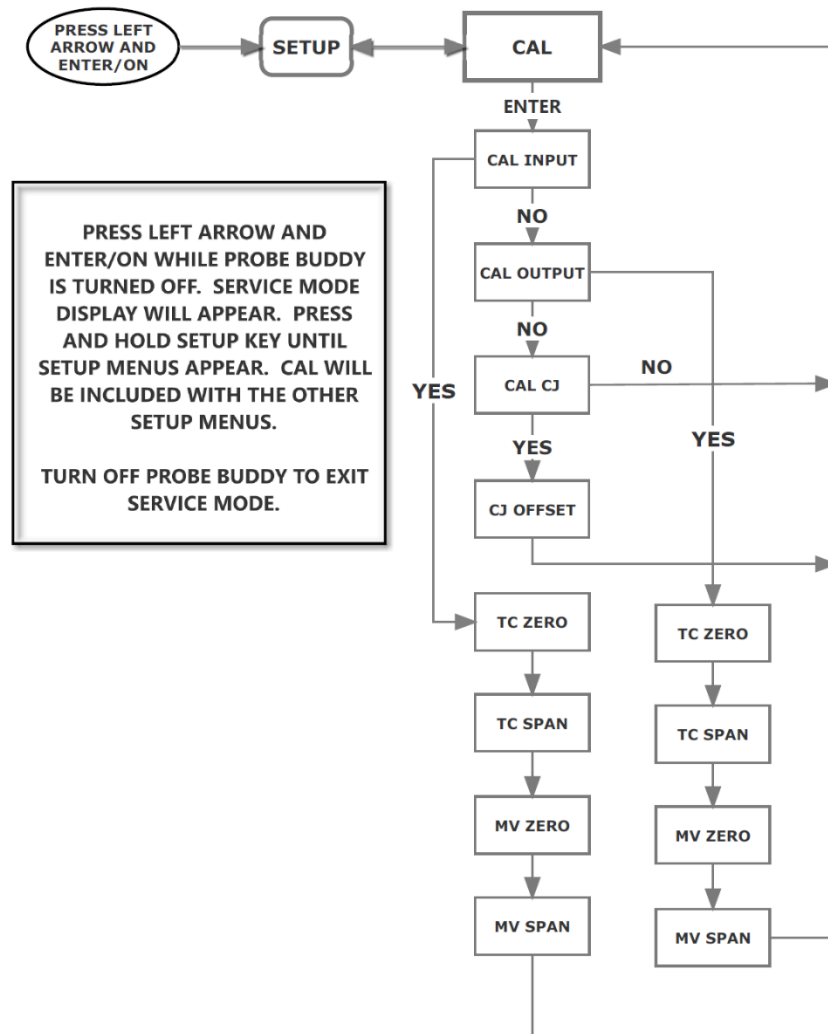 PRESS LEFT
ARROW AND
ENTER/ON
SETUP
CAL
ENTER
CAL INPUT
NO
CAL OUTPUT
NO
CAL CJ
NO
YES
YES
YES
CJ OFFSET
PRESS LEFT ARROW AND
ENTER/ON WHILE PROBE BUDDY
IS TURNED OFF. SERVICE MODE
DISPLAY WILL APPEAR. PRESS
AND HOLD SETUP KEY UNTIL
SETUP MENUS APPEAR. CAL WILL
BE INCLUDED WITH THE OTHER
SETUP MENUS.
TURN OFF PROBE BUDDY TO EXIT
SERVICE MODE.
TC ZERO
TC SPAN
MV ZERO
MV SPAN
TC ZERO
TC SPAN
MV ZERO
MV SPAN